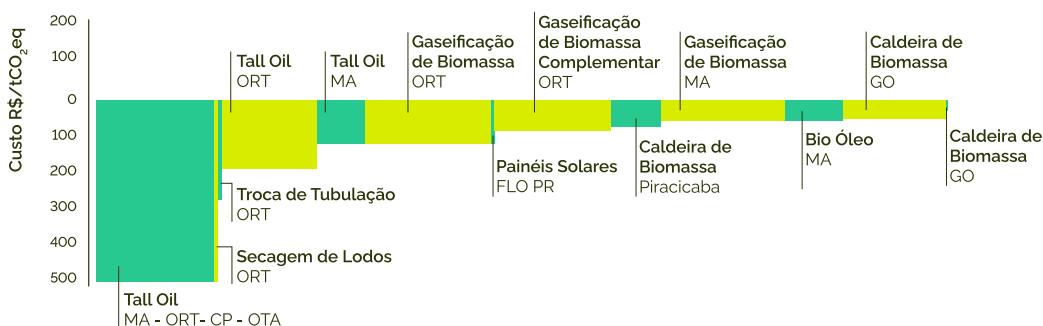 Custo R$/tCO₂eq
200
100
0
100
200
300
400
500
Tall Oil
ORT
Tall Oil
MA
Gaseificação
de Biomassa
ORT
Gaseificação
de Biomassa
Complementar
ORT
Gaseificação
de Biomassa
MA
Caldeira de
Biomassa
GO
Troca de Tubulação
ORT
Secagem de Lodos
ORT
Tall Oil
MA - ORT- CP - OTA
Painéis Solares
FLO PR
Caldeira de
Biomassa
Piracicaba
Bio Óleo
MA
Caldeira de
Biomassa
GO